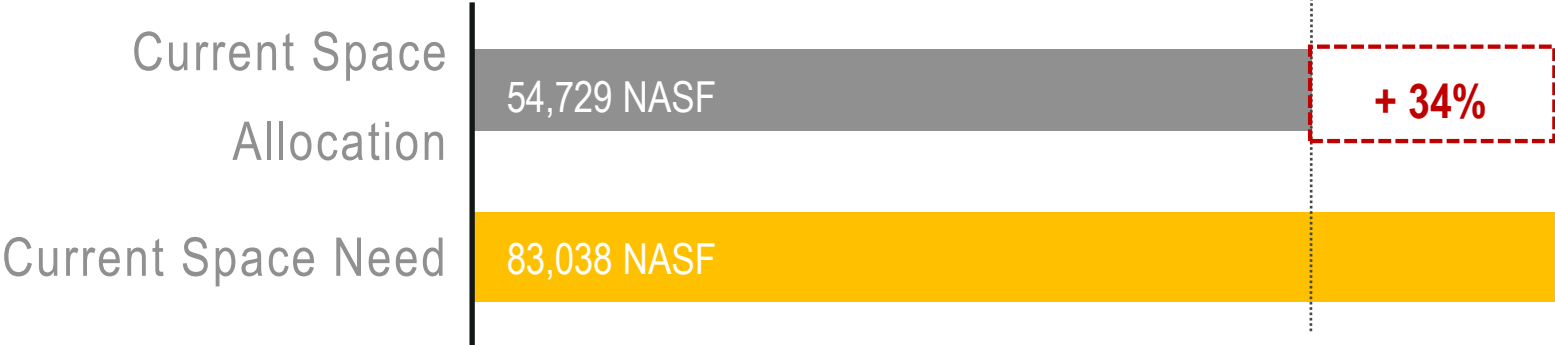 Current Space
Allocation
54,729 NASF
+ 34%
Current Space Need
83,038 NASF